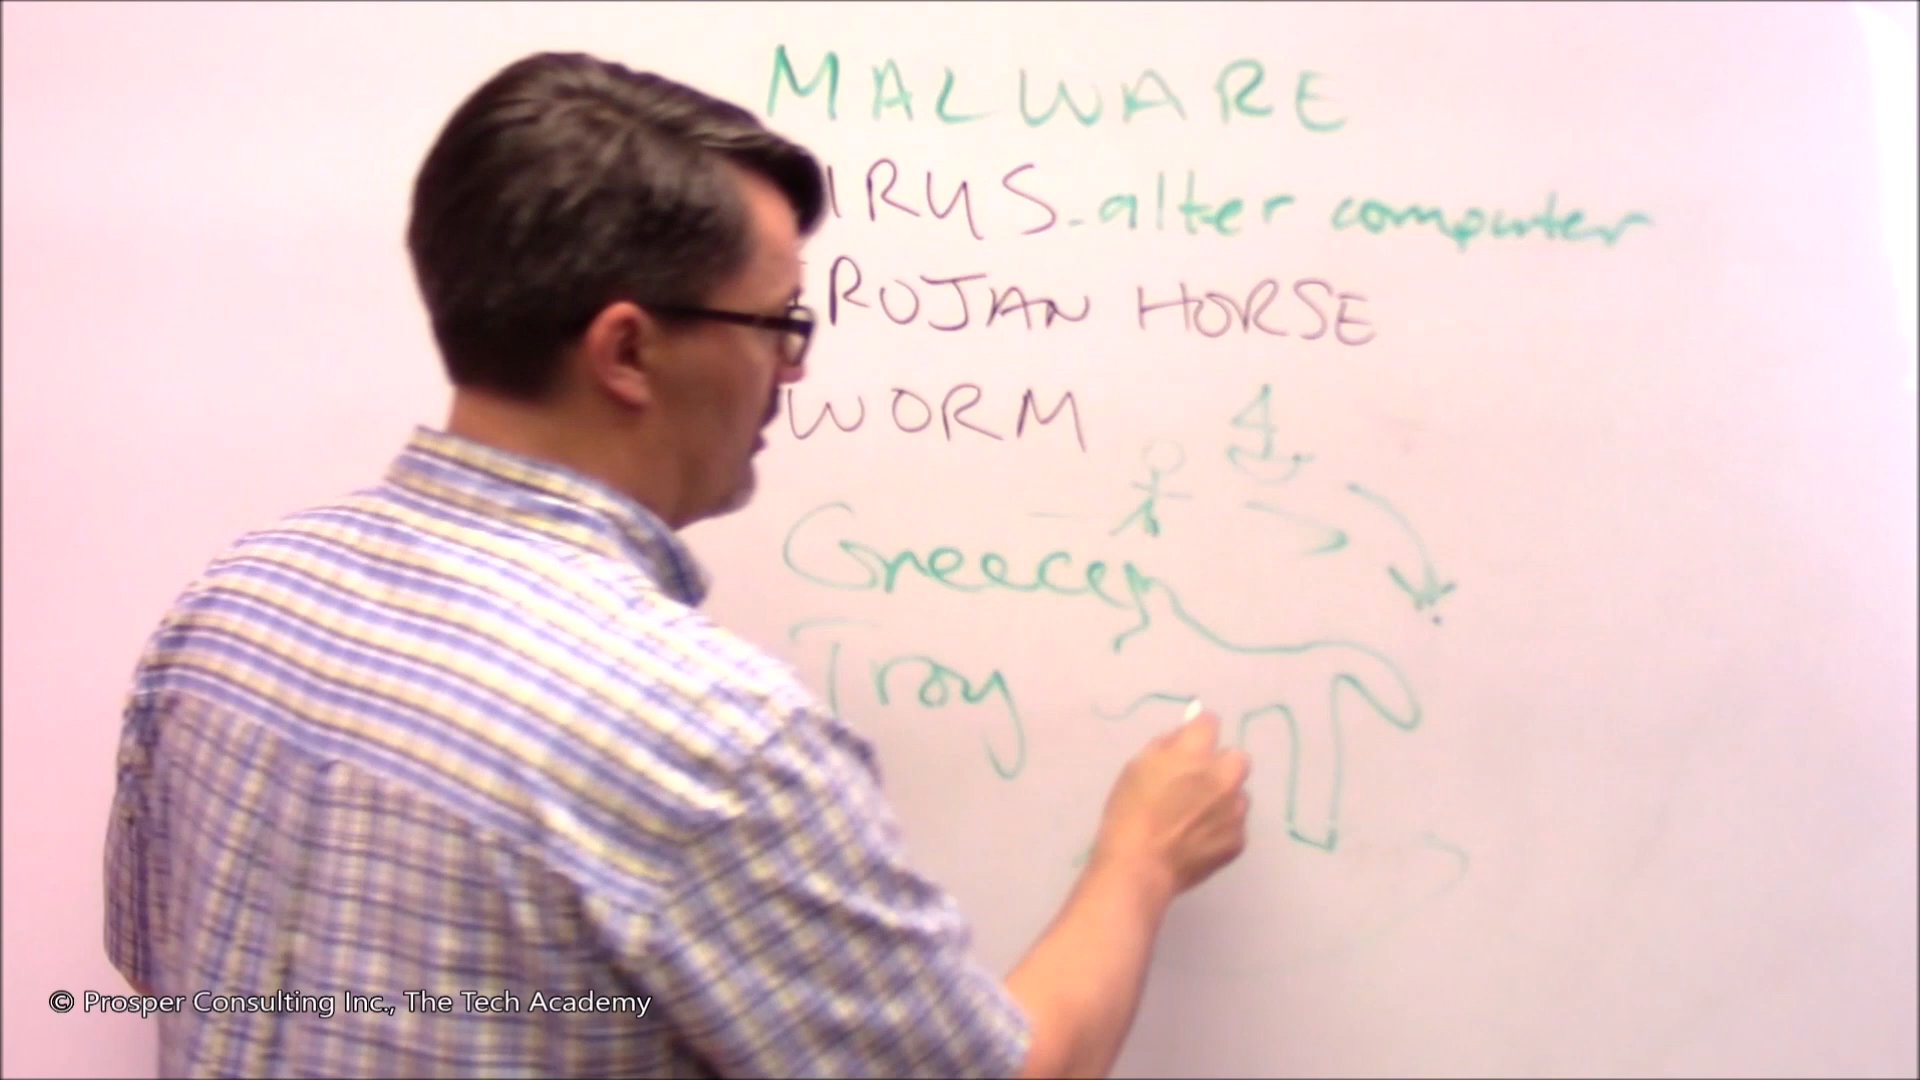 MALWARE
IRUS - alter computer
ROJAN HORSE
WORM
Greece
Troy
© Prosper Consulting Inc., The Tech Academy